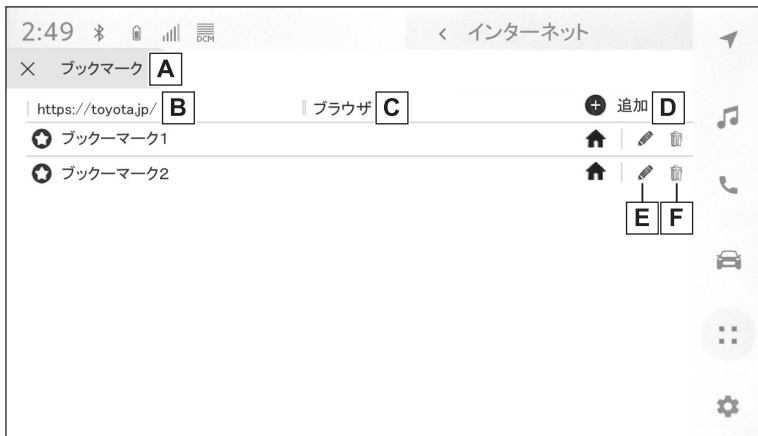 2:49 DCM < インターネット
× ブックマーク A
https://toyota.jp/ B ブラウザ C 追加 D
ブックーマーク1
ブックーマーク2
E F